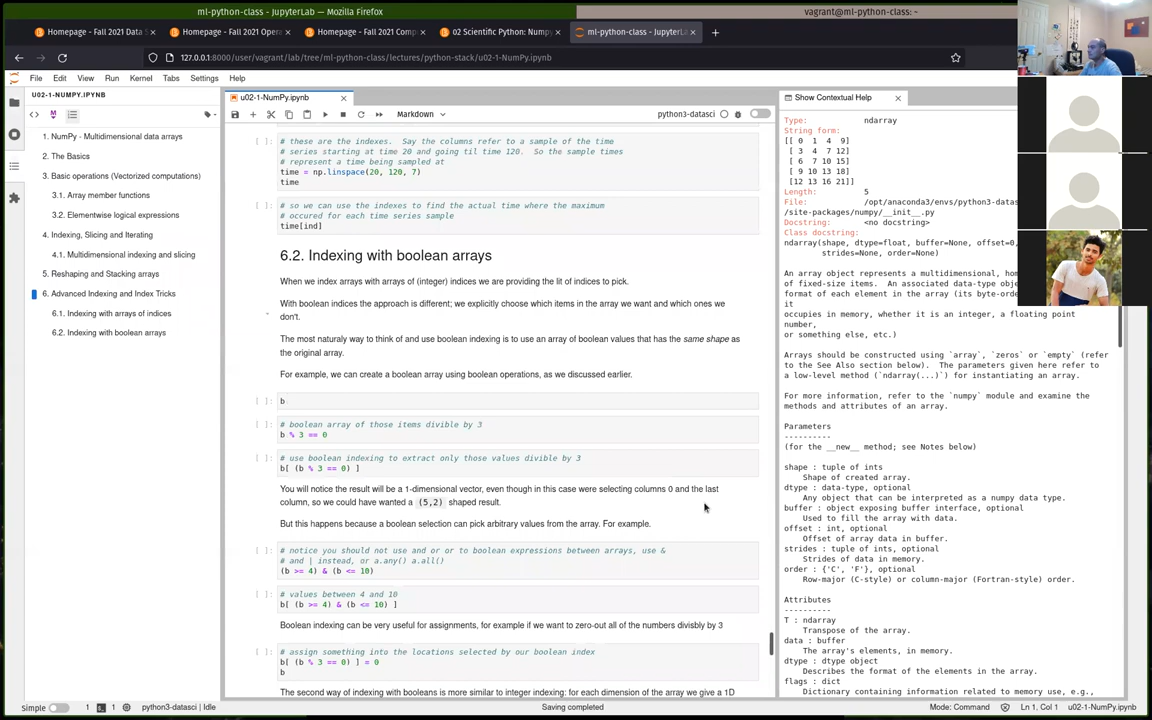 ml-python-class - JupyterLab — Mozilla Firefox
vagrant@ml-python-class: ~
Homepage - Fall 2021 Data S
Homepage - Fall 2021 Oper
Homepage - Fall 2021 Comp
02 Scientific Python: Nump
ml-python-class - JupyterLa
127.0.0.1:8000/user/vagrant/lab/tree/ml-python-class/lectures/python-stack/u02-1-NumPy.ipynb
File Edit View Run Kernel Tabs Settings Help
U02-1-NUMPY.IPYNB
1. NumPy - Multidimensional data arrays
2. The Basics
3. Basic operations (Vectorized computations)
3.1. Array member functions
3.2. Elementwise logical expressions
4. Indexing, Slicing and Iterating
4.1. Multidimensional indexing and slicing
5. Reshaping and Stacking arrays
6. Advanced Indexing and Index Tricks
6.1. Indexing with arrays of indices
6.2. Indexing with boolean arrays
u02-1-NumPy.ipynb
Markdown
python3-datasci
[ ]: # these are the indexes. Say the columns refer to a sample of the time
# series starting at time 20 and going til time 120. So the sample times
# represent a time being sampled at
time = np.linspace(20, 120, 7)
time
[ ]: # so we can use the indexes to find the actual time where the maximum
# occured for each time series sample
time[ind]
6.2. Indexing with boolean arrays
When we index arrays with arrays of (integer) indices we are providing the lit of indices to pick.
With boolean indices the approach is different; we explicitly choose which items in the array we want and which ones we
don't.
The most naturaly way to think of and use boolean indexing is to use an array of boolean values that has the same shape as
the original array.
For example, we can create a boolean array using boolean operations, as we discussed earlier.
[ ]: b
[ ]: # boolean array of those items divible by 3
b % 3 == 0
[ ]: # use boolean indexing to extract only those values divible by 3
b[ (b % 3 == 0) ]
You will notice the result will be a 1-dimensional vector, even though in this case were selecting columns 0 and the last
column, so we could have wanted a (5,2) shaped result.
But this happens because a boolean selection can pick arbitrary values from the array. For example.
[ ]: # notice you should not use and or or to boolean expressions between arrays, use &
# and | instead, or a.any() a.all()
(b >= 4) & (b <= 10)
[ ]: # values between 4 and 10
b[ (b >= 4) & (b <= 10) ]
Boolean indexing can be very useful for assignments, for example if we want to zero-out all of the numbers divisbly by 3
[ ]: # assign something into the locations selected by our boolean index
b[ (b % 3 == 0) ] = 0
b
The second way of indexing with booleans is more similar to integer indexing: for each dimension of the array we give a 1D
Show Contextual Help
Type: ndarray
String form:
[[ 0 1 4 9]
[ 3 4 7 12]
[ 6 7 10 15]
[ 9 10 13 18]
[12 13 16 21]]
Length: 5
File: /opt/anaconda3/envs/python3-datas
/site-packages/numpy/__init__.py
Docstring: <no docstring>
Class docstring:
ndarray(shape, dtype=float, buffer=None, offset=0,
strides=None, order=None)
An array object represents a multidimensional, hom
of fixed-size items. An associated data-type objec
format of each element in the array (its byte-order
it
occupies in memory, whether it is an integer, a floating point
number,
or something else, etc.)
Arrays should be constructed using `array`, `zeros` or `empty` (refer
to the See Also section below). The parameters given here refer to
a low-level method (`ndarray(...)`) for instantiating an array.
For more information, refer to the `numpy` module and examine the
methods and attributes of an array.
Parameters
----------
(for the __new__ method; see Notes below)
shape : tuple of ints
Shape of created array.
dtype : data-type, optional
Any object that can be interpreted as a numpy data type.
buffer : object exposing buffer interface, optional
Used to fill the array with data.
offset : int, optional
Offset of array data in buffer.
strides : tuple of ints, optional
Strides of data in memory.
order : {'C', 'F'}, optional
Row-major (C-style) or column-major (Fortran-style) order.
Attributes
----------
T : ndarray
Transpose of the array.
data : buffer
The array's elements, in memory.
dtype : dtype object
Describes the format of the elements in the array.
flags : dict
Dictionary containing information related to memory use, e.g.,
Simple 1 1 python3-datasci | Idle Saving completed Mode: Command Ln 1, Col 1 u02-1-NumPy.ipynb